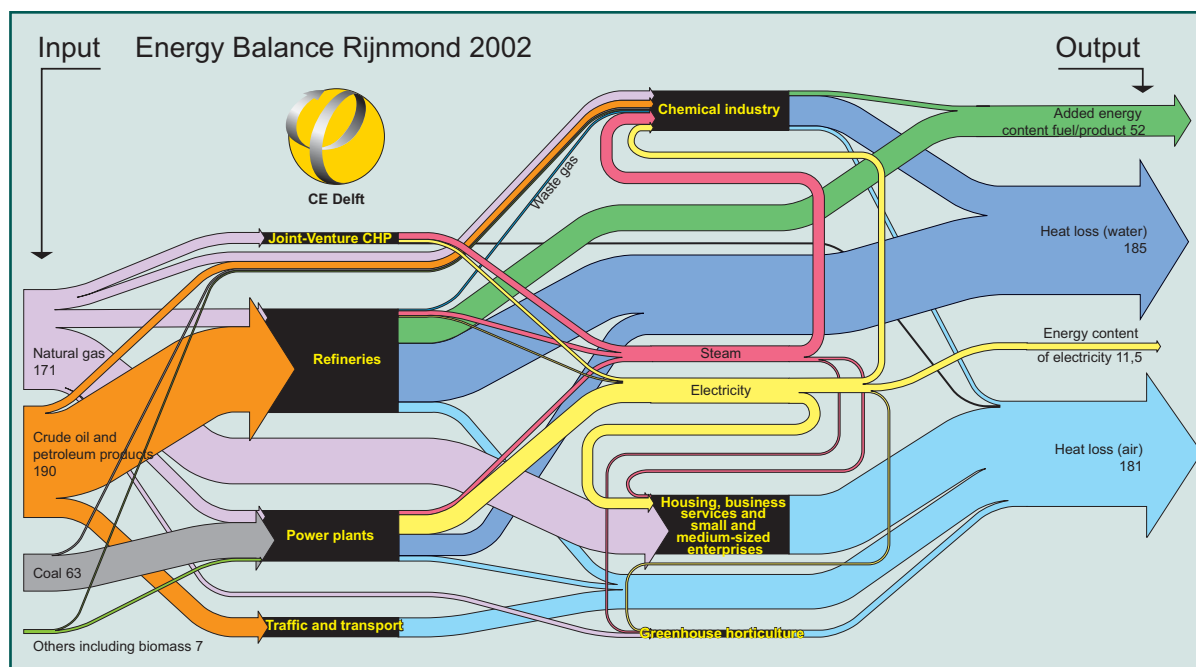 Input
Energy Balance Rijnmond 2002
Output
CE Delft
Chemical industry
Added energy
content fuel/product 52
Waste gas
Joint-Venture CHP
Heat loss (water)
185
Natural gas
171
Refineries
Steam
Energy content
of electricity 11,5
Electricity
Crude oil and
petroleum products
190
Heat loss (air)
181
Housing, business
services and
small and
medium-sized
enterprises
Power plants
Coal 63
Traffic and transport
Greenhouse horticulture
Others including biomass 7